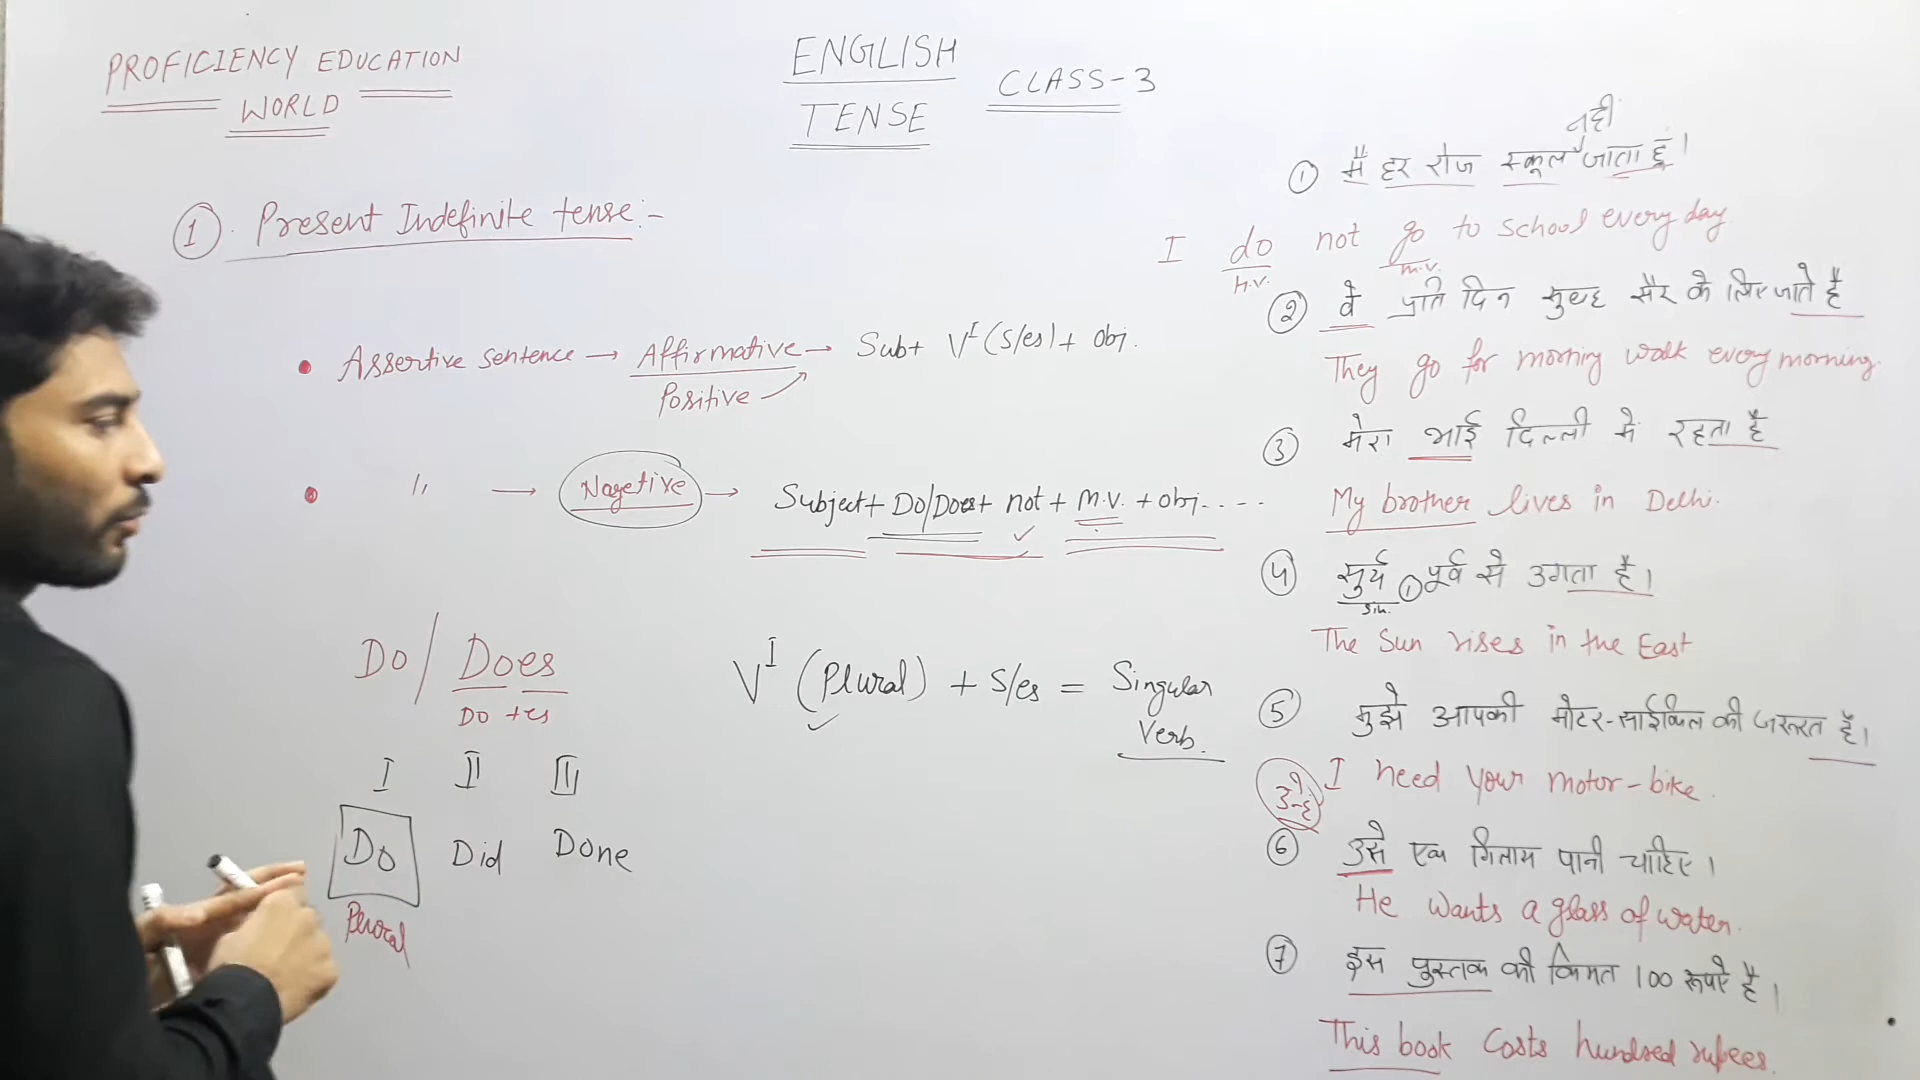 PROFICIENCY EDUCATION
WORLD
ENGLISH
TENSE
CLASS-3
① Present Indefinite tense:-
• Assertive sentence → Affirmative → Sub+ V^I (S/es) + Obj.
Positive
• " → Nagetive → Subject + Do/Does + not + m.v. + obj.....
Do / Does
Do + es
I II III
Do Did Done
Plural
V^I (Plural) + S/es = Singular
Verb.
नही
① मैं हर रोज स्कूल जाता हूं।
I do not go to school every day
H.V. m.v.
② वे प्रति दिन सुबह सैर के लिए जाते है
They go for morning walk every morning.
③ मेरा भाई दिल्ली मे रहता है
My brother lives in Delhi.
④ सुर्य ① पूर्व से उगता है।
Sin.
The Sun rises in the East
⑤ मुझे आपकी मोटर-साईकिल की जरूरत है।
I need your motor-bike.
⑥ उसे एक गिलास पानी चाहिए।
He wants a glass of water.
⑦ इस पुस्तक की किमत 100 रूपऐ है।
This book costs hundred rupees.